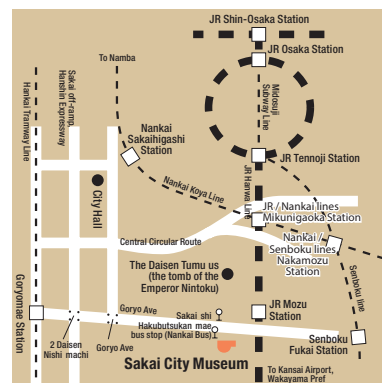 JR Shin-Osaka Station
JR Osaka Station
To Namba
Hankai Tramway Line
Sakai off-ramp,
Hanshin Expressway
Midosuji
Subway Line
Nankai
Sakaihigashi
Station
JR Tennoji Station
City Hall
Nankai Koya Line
JR Hanwa Line
JR / Nankai lines
Mikunigaoka Station
Central Circular Route
Nankai /
Senboku lines
Nakamozu
Station
The Daisen Tumu us
(the tomb of the
Emperor Nintoku)
Senboku line
Goryomae Station
Goryo Ave
Sakai shi
Hakubutsukan mae
bus stop (Nankai Bus)
JR Mozu
Station
2 Daisen
Nishi machi
Goryo Ave
Senboku
Fukai Station
Sakai City Museum
To Kansai Airport,
Wakayama Pref